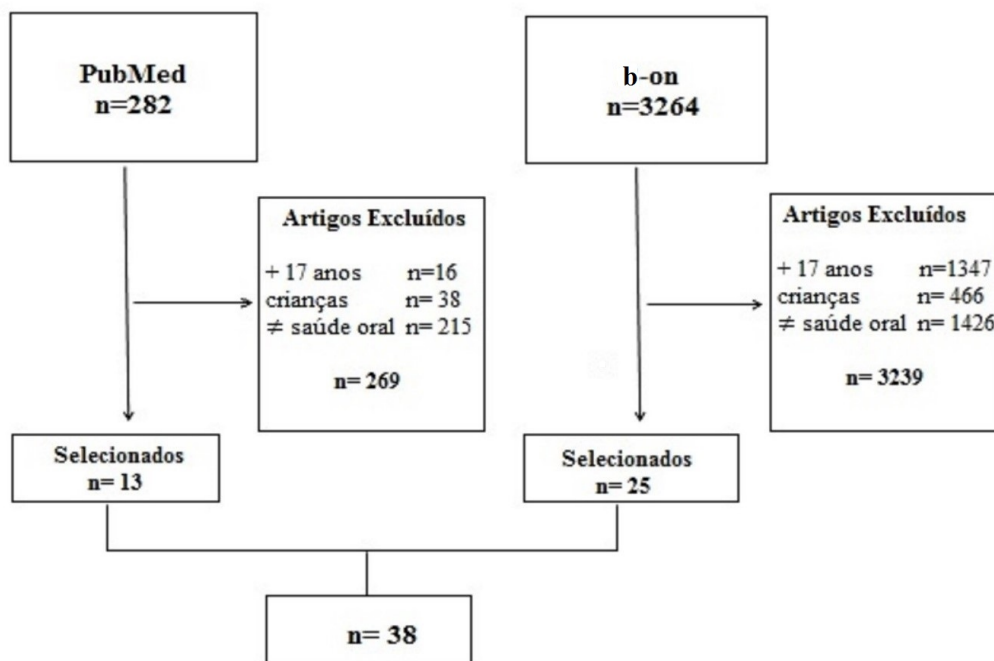 PubMed
n=282
b-on
n=3264
Artigos Excluídos
+ 17 anos n=16
crianças n= 38
≠ saúde oral n= 215
n= 269
Artigos Excluídos
+ 17 anos n=1347
crianças n= 466
≠ saúde oral n= 1426
n= 3239
Selecionados
n= 13
Selecionados
n= 25
n= 38